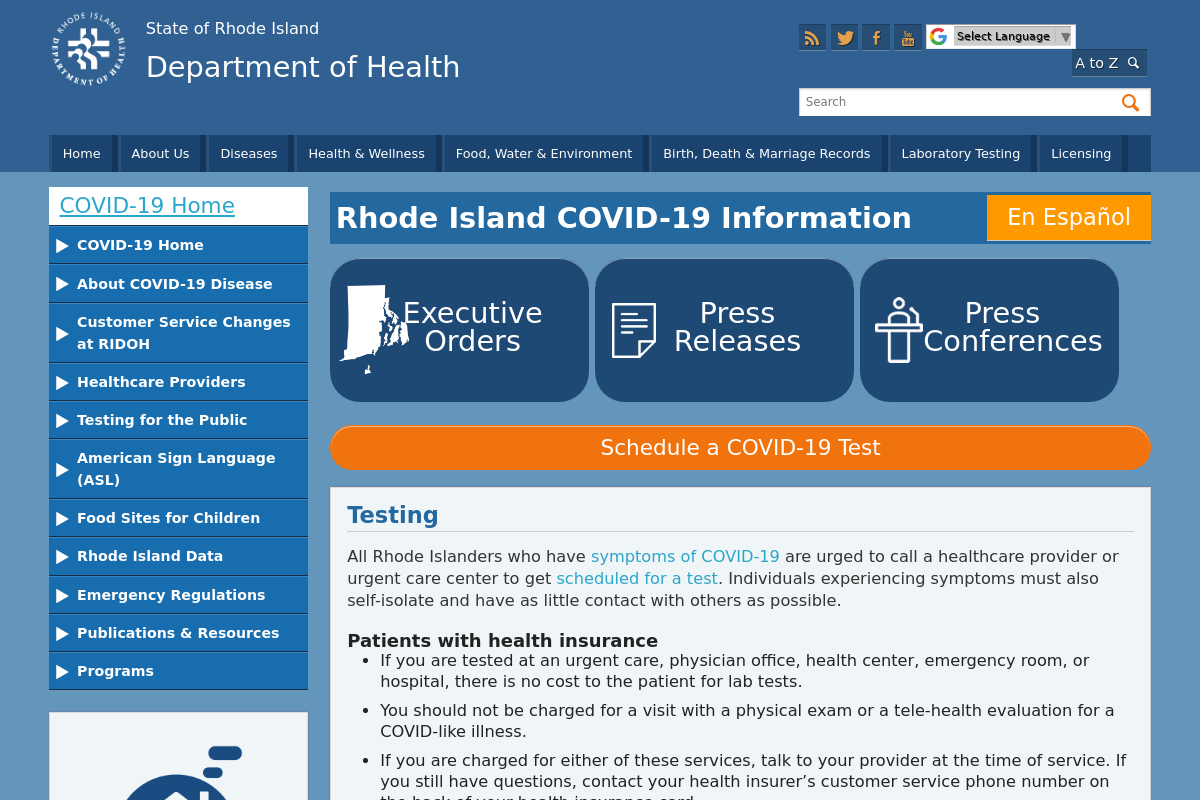 RHODE ISLAND
DEPARTMENT OF HEALTH
State of Rhode Island
Department of Health
You
Tube
Select Language ▼
A to Z
Search
Home
About Us
Diseases
Health & Wellness
Food, Water & Environment
Birth, Death & Marriage Records
Laboratory Testing
Licensing
COVID-19 Home
COVID-19 Home
About COVID-19 Disease
Customer Service Changes
at RIDOH
Healthcare Providers
Testing for the Public
American Sign Language
(ASL)
Food Sites for Children
Rhode Island Data
Emergency Regulations
Publications & Resources
Programs
Rhode Island COVID-19 Information
En Español
Executive
Orders
Press
Releases
Press
Conferences
Schedule a COVID-19 Test
Testing
All Rhode Islanders who have symptoms of COVID-19 are urged to call a healthcare provider or
urgent care center to get scheduled for a test. Individuals experiencing symptoms must also
self-isolate and have as little contact with others as possible.
Patients with health insurance
• If you are tested at an urgent care, physician office, health center, emergency room, or
hospital, there is no cost to the patient for lab tests.
• You should not be charged for a visit with a physical exam or a tele-health evaluation for a
COVID-like illness.
• If you are charged for either of these services, talk to your provider at the time of service. If
you still have questions, contact your health insurer's customer service phone number on
the back of your health insurance card.